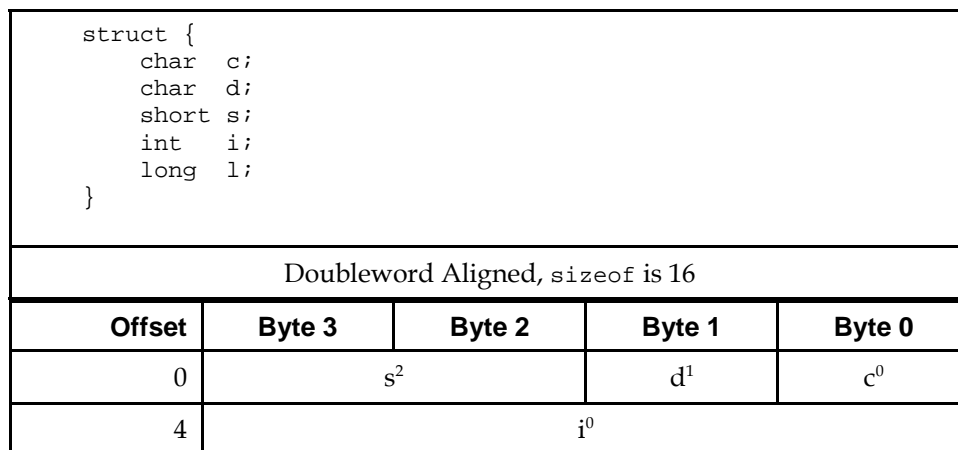 struct {
char c;
char d;
short s;
int i;
long l;
}
Doubleword Aligned, sizeof is 16
Offset Byte 3 Byte 2 Byte 1 Byte 0
0 s² d¹ c⁰
4 i⁰